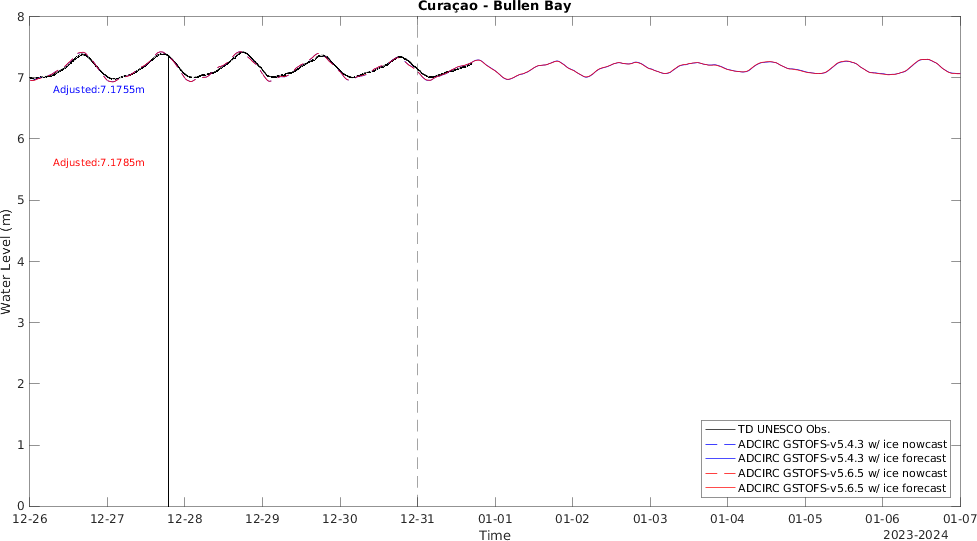 Curaçao - Bullen Bay
8
7
6
5
4
3
2
1
0
Water Level (m)
Adjusted:7.1755m
Adjusted:7.1785m
TD UNESCO Obs.
ADCIRC GSTOFS-v5.4.3 w/ ice nowcast
ADCIRC GSTOFS-v5.4.3 w/ ice forecast
ADCIRC GSTOFS-v5.6.5 w/ ice nowcast
ADCIRC GSTOFS-v5.6.5 w/ ice forecast
12-26 12-27 12-28 12-29 12-30 12-31 01-01 01-02 01-03 01-04 01-05 01-06 01-07
Time
2023-2024